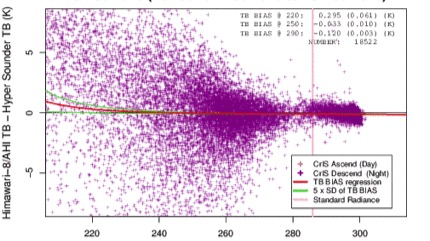 TB BIAS @ 220: 0.295 (0.061) (K)
TB BIAS @ 250: -0.033 (0.010) (K)
TB BIAS @ 290: -0.120 (0.003) (K)
NUMBER: 18522
Himawari-8/AHI TB - Hyper Sounder TB (K)
5
0
-5
CrIS Ascend (Day)
CrIS Descend (Night)
TB BIAS regression
5 x SD of TB BIAS
Standard Radiance
220
240
260
280
300